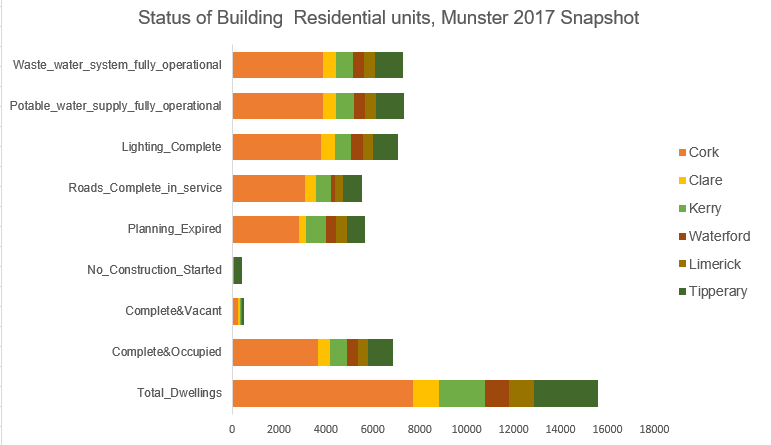 Status of Building  Residential units, Munster 2017 Snapshot
Waste_water_system_fully_operational
Potable_water_supply_fully_operational
Lighting_Complete
Roads_Complete_in_service
Planning_Expired
No_Construction_Started
Complete&Vacant
Complete&Occupied
Total_Dwellings
0 2000 4000 6000 8000 10000 12000 14000 16000 18000
Cork
Clare
Kerry
Waterford
Limerick
Tipperary